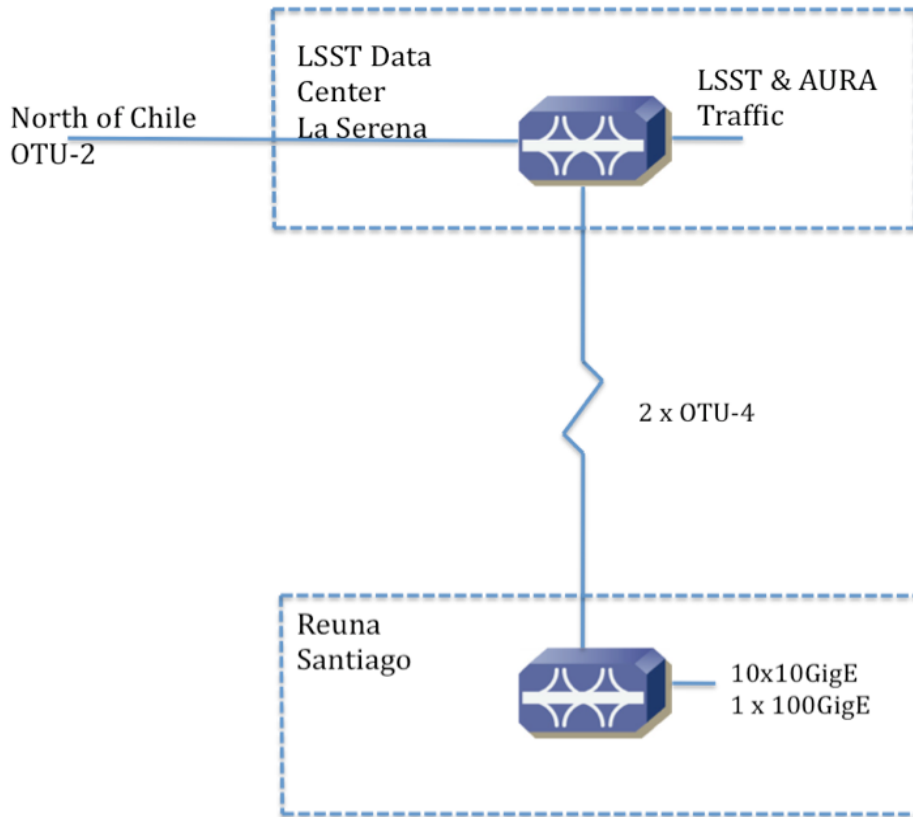 LSST Data
Center
La Serena
LSST & AURA
Traffic
North of Chile
OTU-2
2 x OTU-4
Reuna
Santiago
10x10GigE
1 x 100GigE